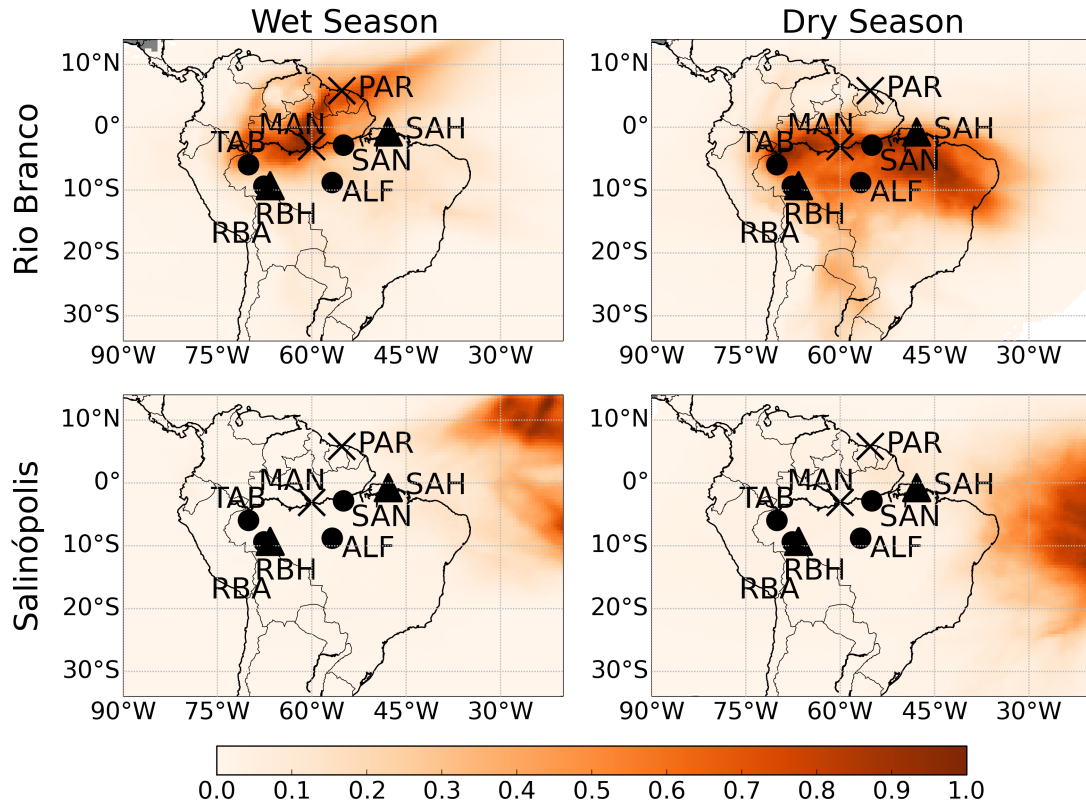 Wet Season
Dry Season
Rio Branco
10°N
0°
10°S
20°S
30°S
90°W 75°W 60°W 45°W 30°W
PAR
MAN
TAB
SAH
SAN
ALF
RBH
RBA
10°N
0°
10°S
20°S
30°S
90°W 75°W 60°W 45°W 30°W
PAR
MAN
TAB
SAH
SAN
ALF
RBH
RBA
Salinópolis
10°N
0°
10°S
20°S
30°S
90°W 75°W 60°W 45°W 30°W
PAR
MAN
TAB
SAH
SAN
ALF
RBH
RBA
10°N
0°
10°S
20°S
30°S
90°W 75°W 60°W 45°W 30°W
PAR
MAN
TAB
SAH
SAN
ALF
RBH
RBA
0.0 0.1 0.2 0.3 0.4 0.5 0.6 0.7 0.8 0.9 1.0